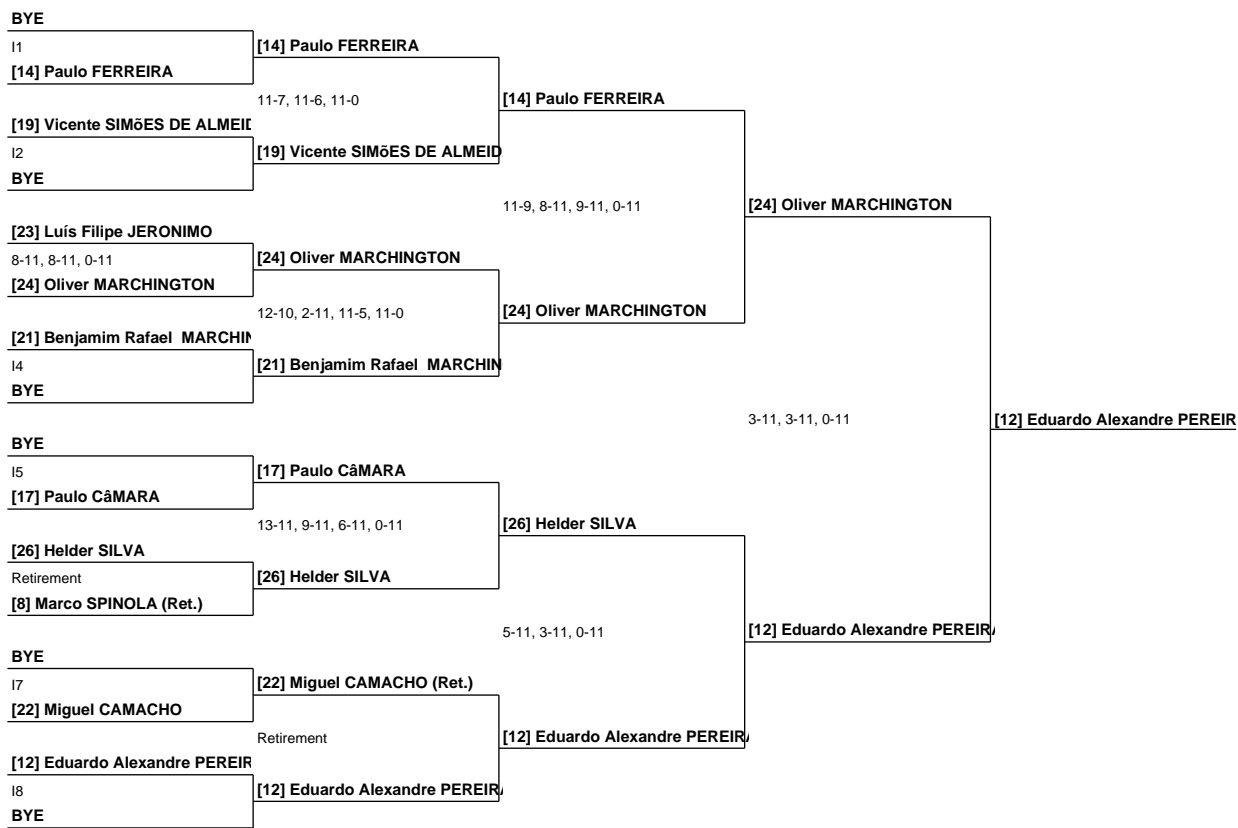 BYE
I1
[14] Paulo FERREIRA
[19] Vicente SIMõES DE ALMEID
I2
BYE
[23] Luís Filipe JERONIMO
8-11, 8-11, 0-11
[24] Oliver MARCHINGTON
[21] Benjamim Rafael  MARCHIN
I4
BYE
BYE
I5
[17] Paulo CâMARA
[26] Helder SILVA
Retirement
[8] Marco SPINOLA (Ret.)
BYE
I7
[22] Miguel CAMACHO
[12] Eduardo Alexandre PEREIR
I8
BYE
[14] Paulo FERREIRA
11-7, 11-6, 11-0
[19] Vicente SIMõES DE ALMEID
[24] Oliver MARCHINGTON
12-10, 2-11, 11-5, 11-0
[21] Benjamim Rafael  MARCHIN
[17] Paulo CâMARA
13-11, 9-11, 6-11, 0-11
[26] Helder SILVA
[22] Miguel CAMACHO (Ret.)
Retirement
[12] Eduardo Alexandre PEREIR
[14] Paulo FERREIRA
11-9, 8-11, 9-11, 0-11
[24] Oliver MARCHINGTON
[26] Helder SILVA
5-11, 3-11, 0-11
[12] Eduardo Alexandre PEREIR
[24] Oliver MARCHINGTON
3-11, 3-11, 0-11
[12] Eduardo Alexandre PEREIR
[12] Eduardo Alexandre PEREIR